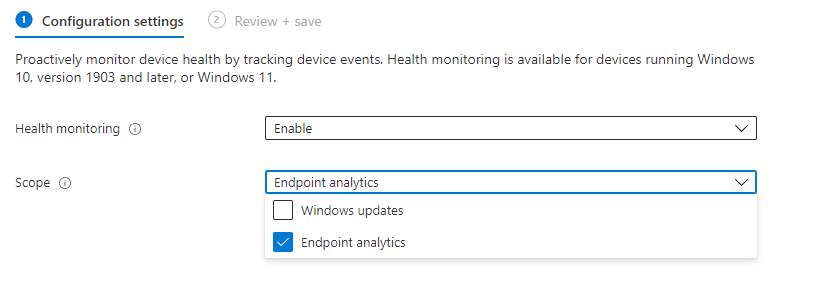 1 Configuration settings 2 Review + save
Proactively monitor device health by tracking device events. Health monitoring is available for devices running Windows
10, version 1903 and later, or Windows 11.
Health monitoring Enable
Scope Endpoint analytics
Windows updates
Endpoint analytics